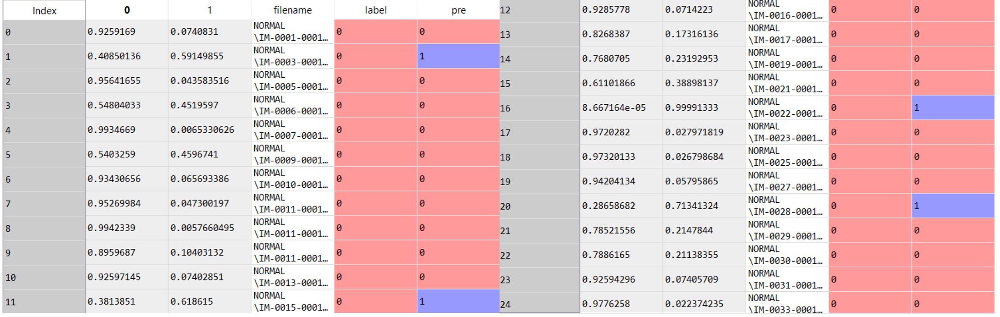 Index 0 1 filename label pre
0 0.9259169 0.0740831 NORMAL \IM-0001-0001… 0 0
1 0.40850136 0.59149855 NORMAL \IM-0003-0001… 0 1
2 0.95641655 0.043583516 NORMAL \IM-0005-0001… 0 0
3 0.54804033 0.4519597 NORMAL \IM-0006-0001… 0 0
4 0.9934669 0.0065330626 NORMAL \IM-0007-0001… 0 0
5 0.5403259 0.4596741 NORMAL \IM-0009-0001… 0 0
6 0.93430656 0.065693386 NORMAL \IM-0010-0001… 0 0
7 0.95269984 0.047300197 NORMAL \IM-0011-0001… 0 0
8 0.9942339 0.0057660495 NORMAL \IM-0011-0001… 0 0
9 0.8959687 0.10403132 NORMAL \IM-0011-0001… 0 0
10 0.92597145 0.07402851 NORMAL \IM-0013-0001… 0 0
11 0.3813851 0.618615 NORMAL \IM-0015-0001… 0 1
12 0.9285778 0.0714223 NORMAL \IM-0016-0001… 0 0
13 0.8268387 0.17316136 NORMAL \IM-0017-0001… 0 0
14 0.7680705 0.23192953 NORMAL \IM-0019-0001… 0 0
15 0.61101866 0.38898137 NORMAL \IM-0021-0001… 0 0
16 8.667164e-05 0.99991333 NORMAL \IM-0022-0001… 0 1
17 0.9720282 0.027971819 NORMAL \IM-0023-0001… 0 0
18 0.97320133 0.026798684 NORMAL \IM-0025-0001… 0 0
19 0.94204134 0.05795865 NORMAL \IM-0027-0001… 0 0
20 0.28658682 0.71341324 NORMAL \IM-0028-0001… 0 1
21 0.78521556 0.2147844 NORMAL \IM-0029-0001… 0 0
22 0.7886165 0.21138355 NORMAL \IM-0030-0001… 0 0
23 0.92594296 0.07405709 NORMAL \IM-0031-0001… 0 0
24 0.9776258 0.022374235 NORMAL \IM-0033-0001… 0 0